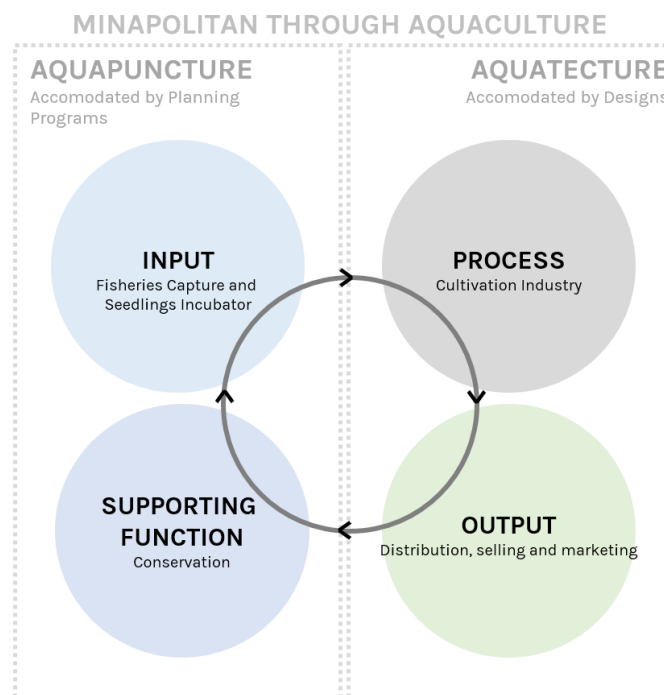 MINAPOLITAN THROUGH AQUACULTURE
AQUAPUNCTURE
Accomodated by Planning
Programs
AQUATECTURE
Accomodated by Designs
INPUT
Fisheries Capture and
Seedlings Incubator
PROCESS
Cultivation Industry
SUPPORTING
FUNCTION
Conservation
OUTPUT
Distribution, selling and marketing